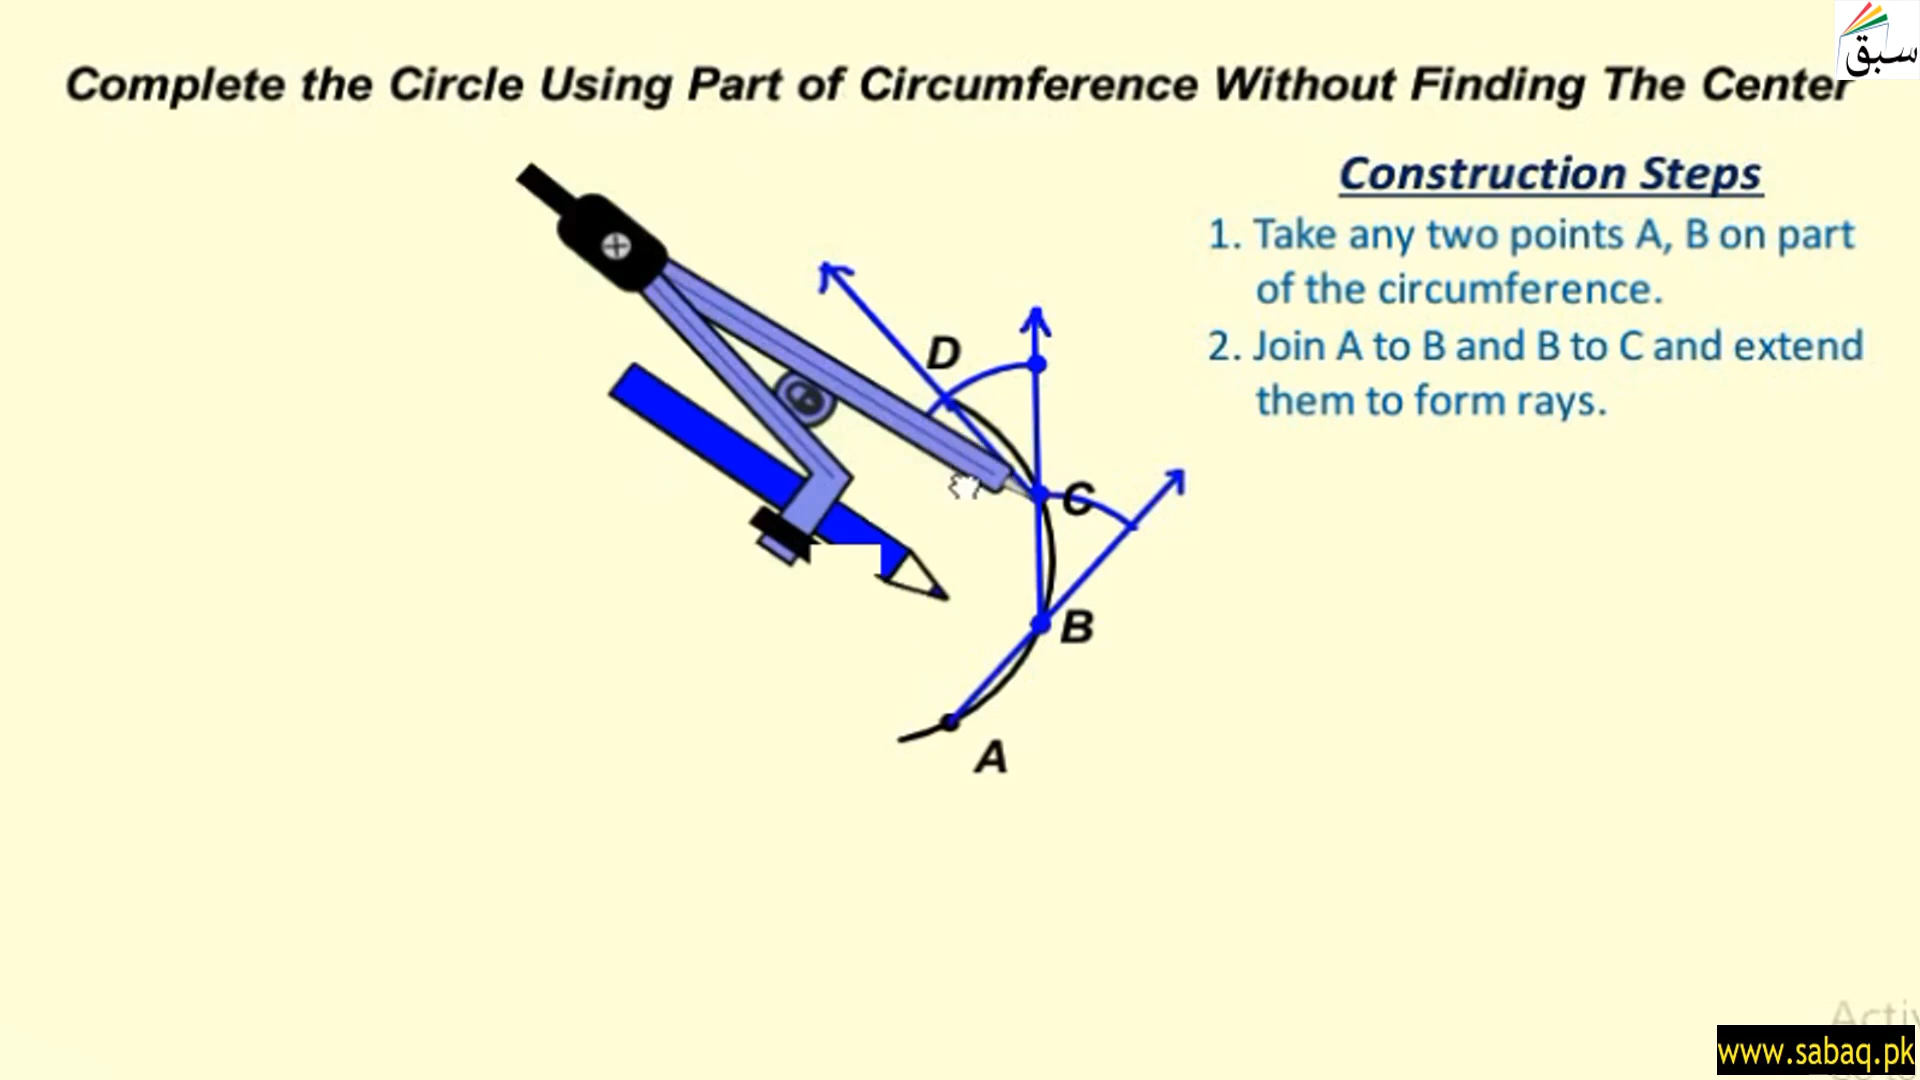 سبق
Complete the Circle Using Part of Circumference Without Finding The Center
Construction Steps
1. Take any two points A, B on part
of the circumference.
2. Join A to B and B to C and extend
them to form rays.
D
C
B
A
www.sabaq.pk